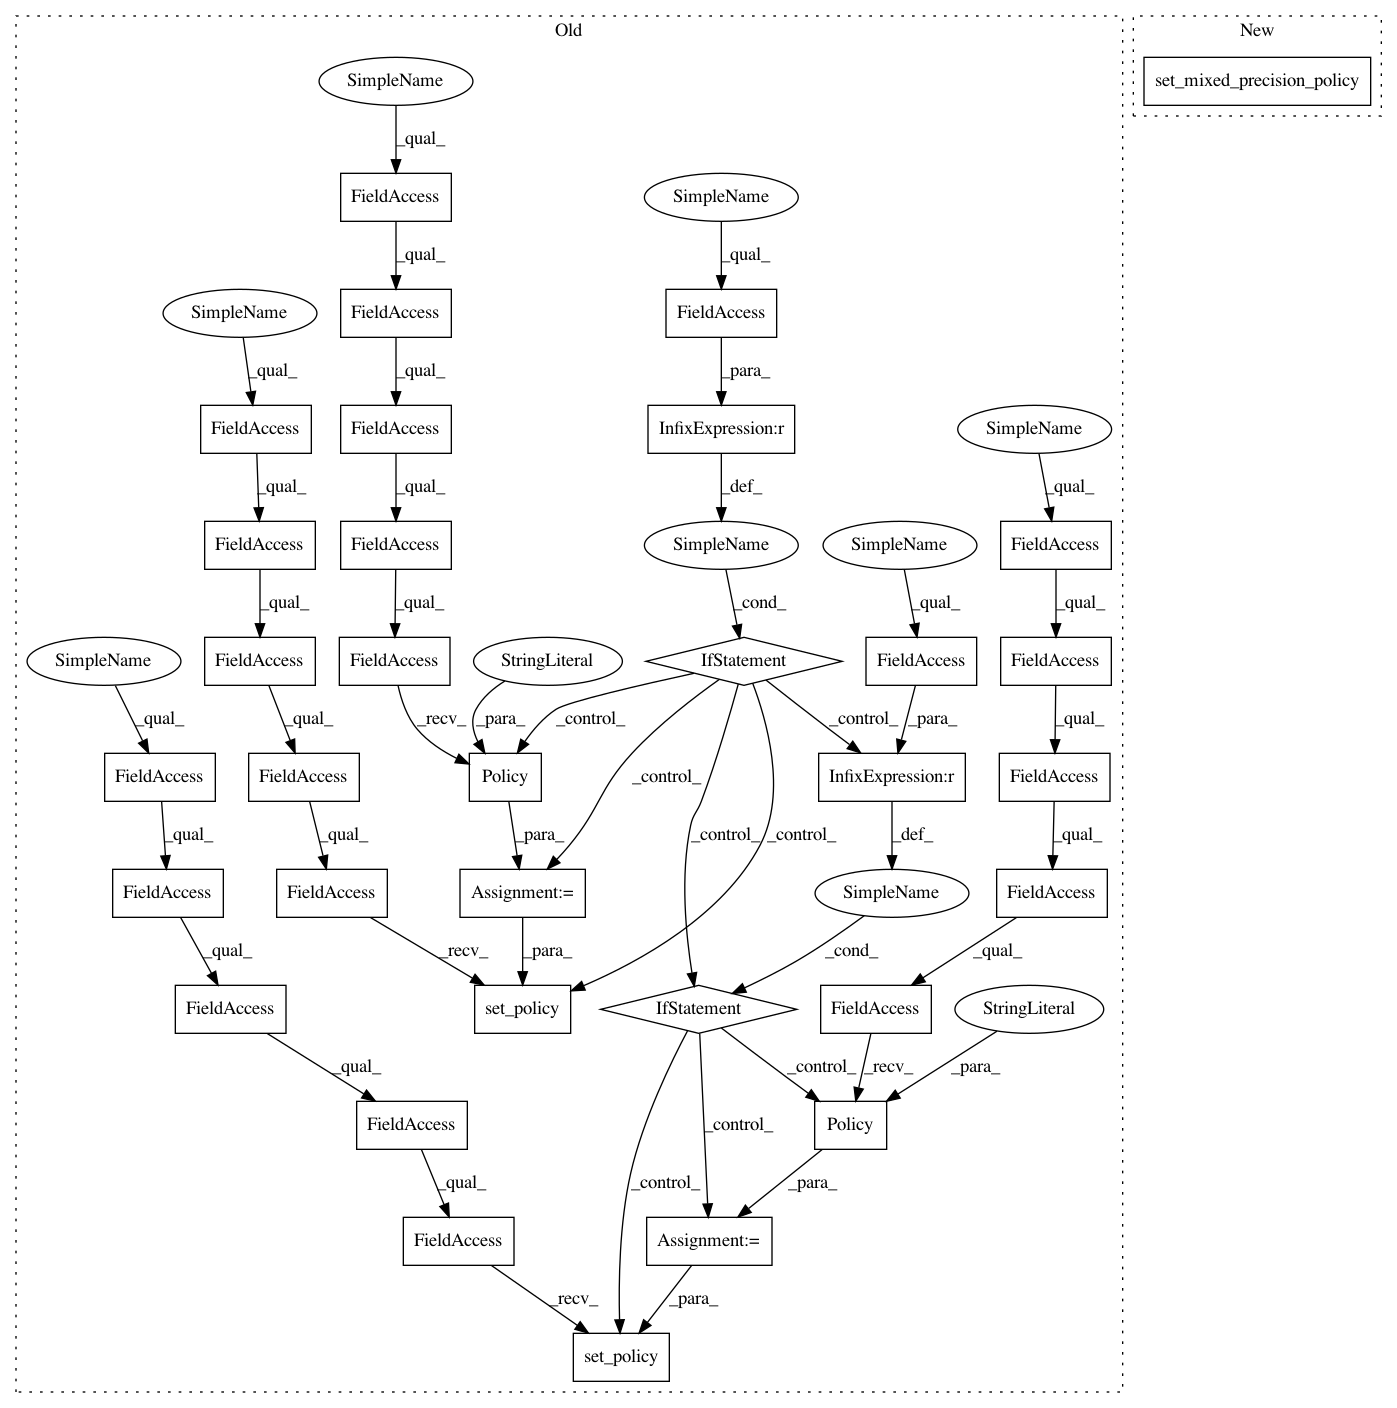 Old
New
SimpleName
set_mixed_precision_policy
_qual_
FieldAccess
SimpleName
_qual_
_qual_
SimpleName
FieldAccess
FieldAccess
_qual_
_qual_
_para_
FieldAccess
FieldAccess
InfixExpression:r
SimpleName
_qual_
_qual_
_def_
_qual_
FieldAccess
FieldAccess
SimpleName
SimpleName
FieldAccess
_qual_
_qual_
_cond_
_qual_
_qual_
SimpleName
FieldAccess
FieldAccess
StringLiteral
IfStatement
FieldAccess
FieldAccess
_qual_
_qual_
_recv_
_para_
_control_
_control_
_para_
_qual_
FieldAccess
FieldAccess
Policy
_control_
InfixExpression:r
FieldAccess
_qual_
_qual_
_para_
_control_
_control_
_def_
_qual_
FieldAccess
FieldAccess
Assignment:=
SimpleName
FieldAccess
_qual_
_recv_
_para_
_cond_
_qual_
FieldAccess
set_policy
IfStatement
FieldAccess
StringLiteral
_qual_
_control_
_recv_
_para_
FieldAccess
_control_
Policy
_qual_
_control_
_para_
FieldAccess
Assignment:=
_recv_
_para_
set_policy